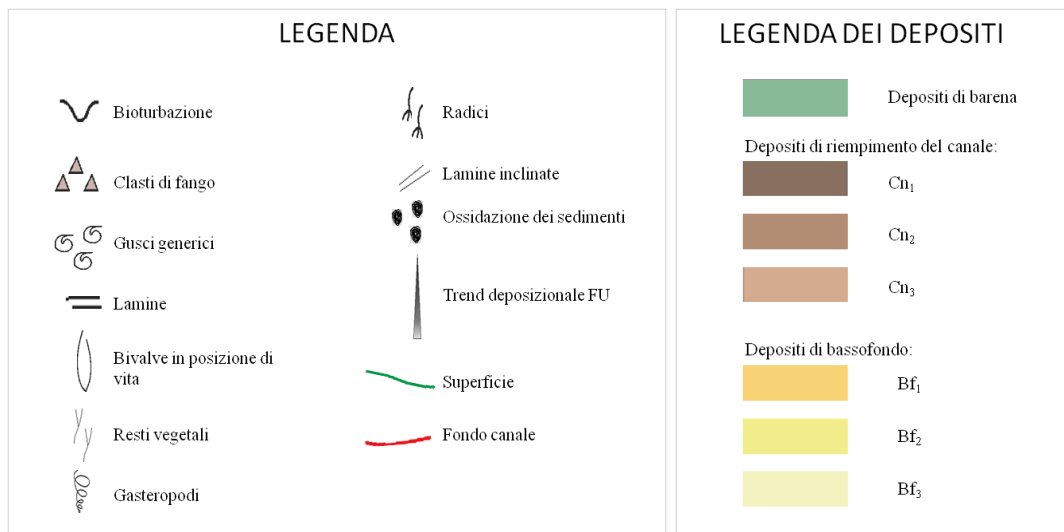 LEGENDA
Bioturbazione
Clasti di fango
Gusci generici
Lamine
Bivalve in posizione di
vita
Resti vegetali
Gasteropodi
Radici
Lamine inclinate
Ossidazione dei sedimenti
Trend deposizionale FU
Superficie
Fondo canale
LEGENDA DEI DEPOSITI
Depositi di barena
Depositi di riempimento del canale:
Cn₁
Cn₂
Cn₃
Depositi di bassofondo:
Bf₁
Bf₂
Bf₃